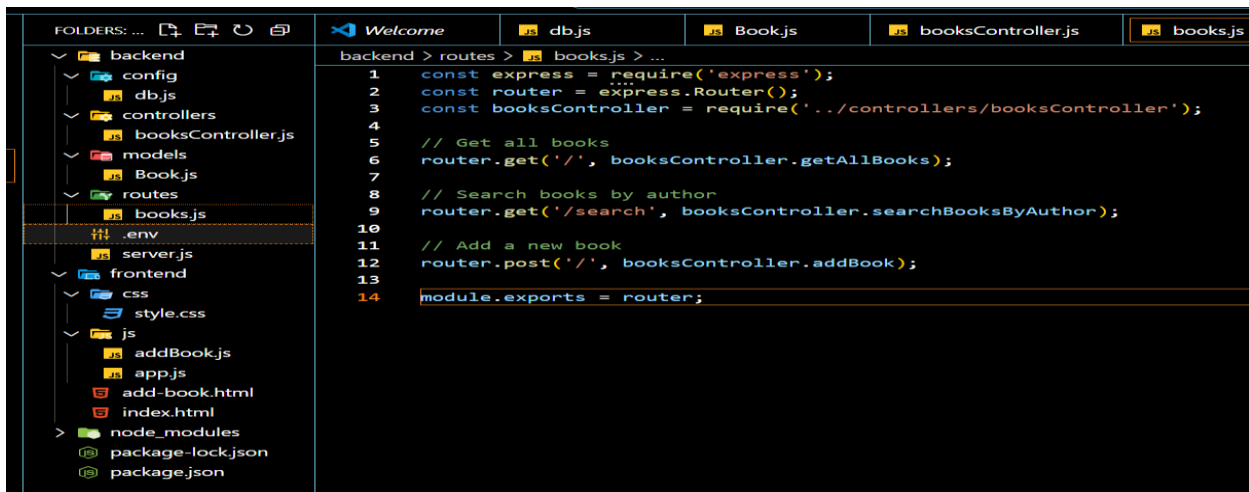 FOLDERS: ...
backend
config
db.js
controllers
booksController.js
models
Book.js
routes
books.js
.env
server.js
frontend
css
style.css
js
addBook.js
app.js
add-book.html
index.html
node_modules
package-lock.json
package.json
Welcome
db.js
Book.js
booksController.js
books.js
backend > routes > books.js > ...
1 const express = require('express');
2 const router = express.Router();
3 const booksController = require('../controllers/booksController');
4
5 // Get all books
6 router.get('/', booksController.getAllBooks);
7
8 // Search books by author
9 router.get('/search', booksController.searchBooksByAuthor);
10
11 // Add a new book
12 router.post('/', booksController.addBook);
13
14 module.exports = router;